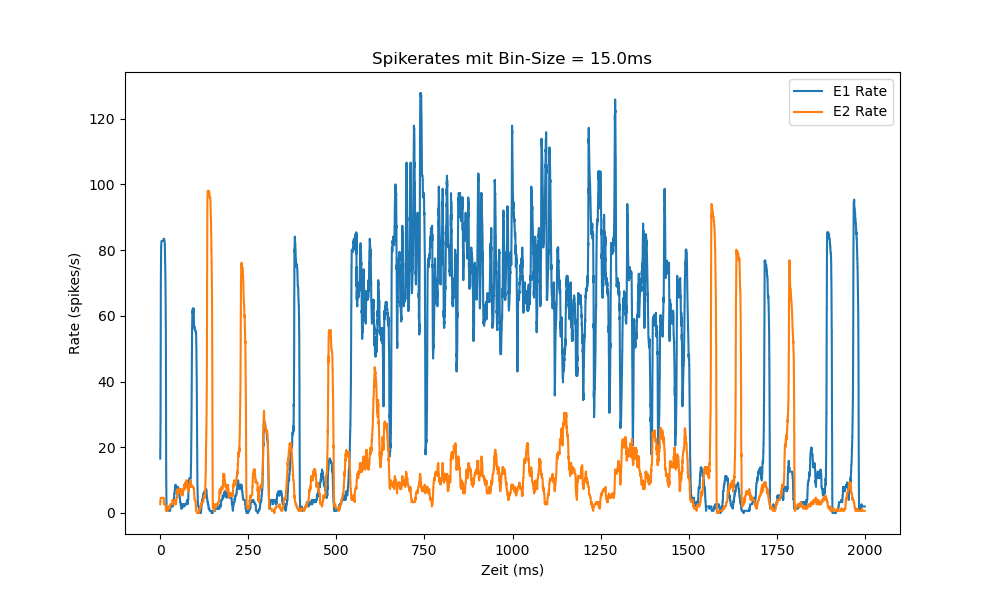 Spikerates mit Bin-Size = 15.0ms
E1 Rate
E2 Rate
120
100
80
60
40
20
0
Rate (spikes/s)
0 250 500 750 1000 1250 1500 1750 2000
Zeit (ms)